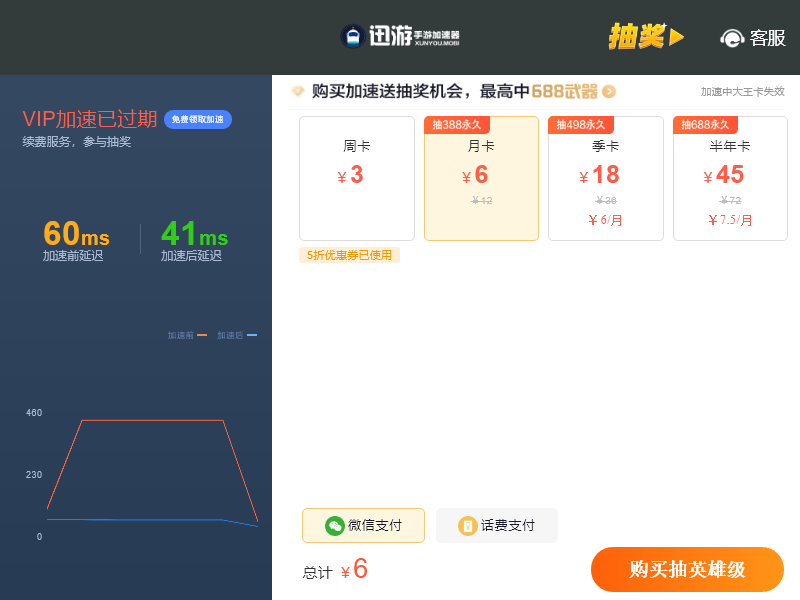 迅游手游加速器
XUNYOU.MOBI
抽奖
客服
VIP加速已过期 免费领取加速
续费服务，参与抽奖
60ms
加速前延迟
41ms
加速后延迟
加速前 加速后
460
230
0
购买加速送抽奖机会，最高中688武器
加速中大王卡失效
周卡
¥3
抽388永久
月卡
¥6
¥12
抽498永久
季卡
¥18
¥36
¥6/月
抽688永久
半年卡
¥45
¥72
¥7.5/月
5折优惠券已使用
微信支付
话费支付
总计 ¥6
购买抽英雄级